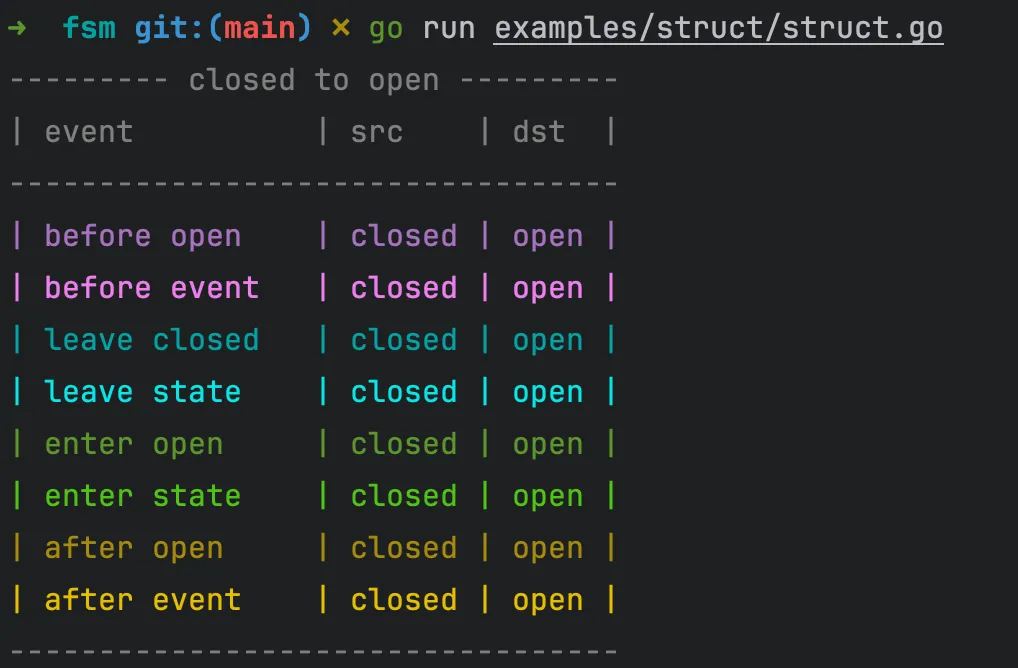 ➜  fsm git:(main) ✗ go run examples/struct/struct.go
--------- closed to open ---------
| event          | src    | dst  |
----------------------------------
| before open    | closed | open |
| before event   | closed | open |
| leave closed   | closed | open |
| leave state    | closed | open |
| enter open     | closed | open |
| enter state    | closed | open |
| after open     | closed | open |
| after event    | closed | open |
----------------------------------